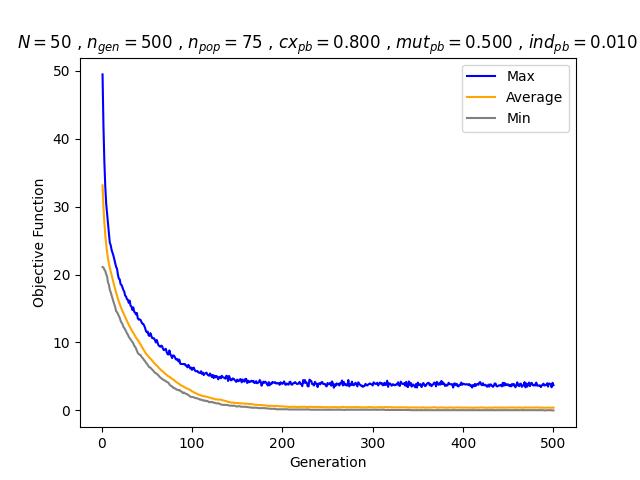 N = 50 , n_gen = 500 , n_pop = 75 , cx_pb = 0.800 , mut_pb = 0.500 , ind_pb = 0.010
Max
Average
Min
50
40
30
20
10
0
Objective Function
0 100 200 300 400 500
Generation